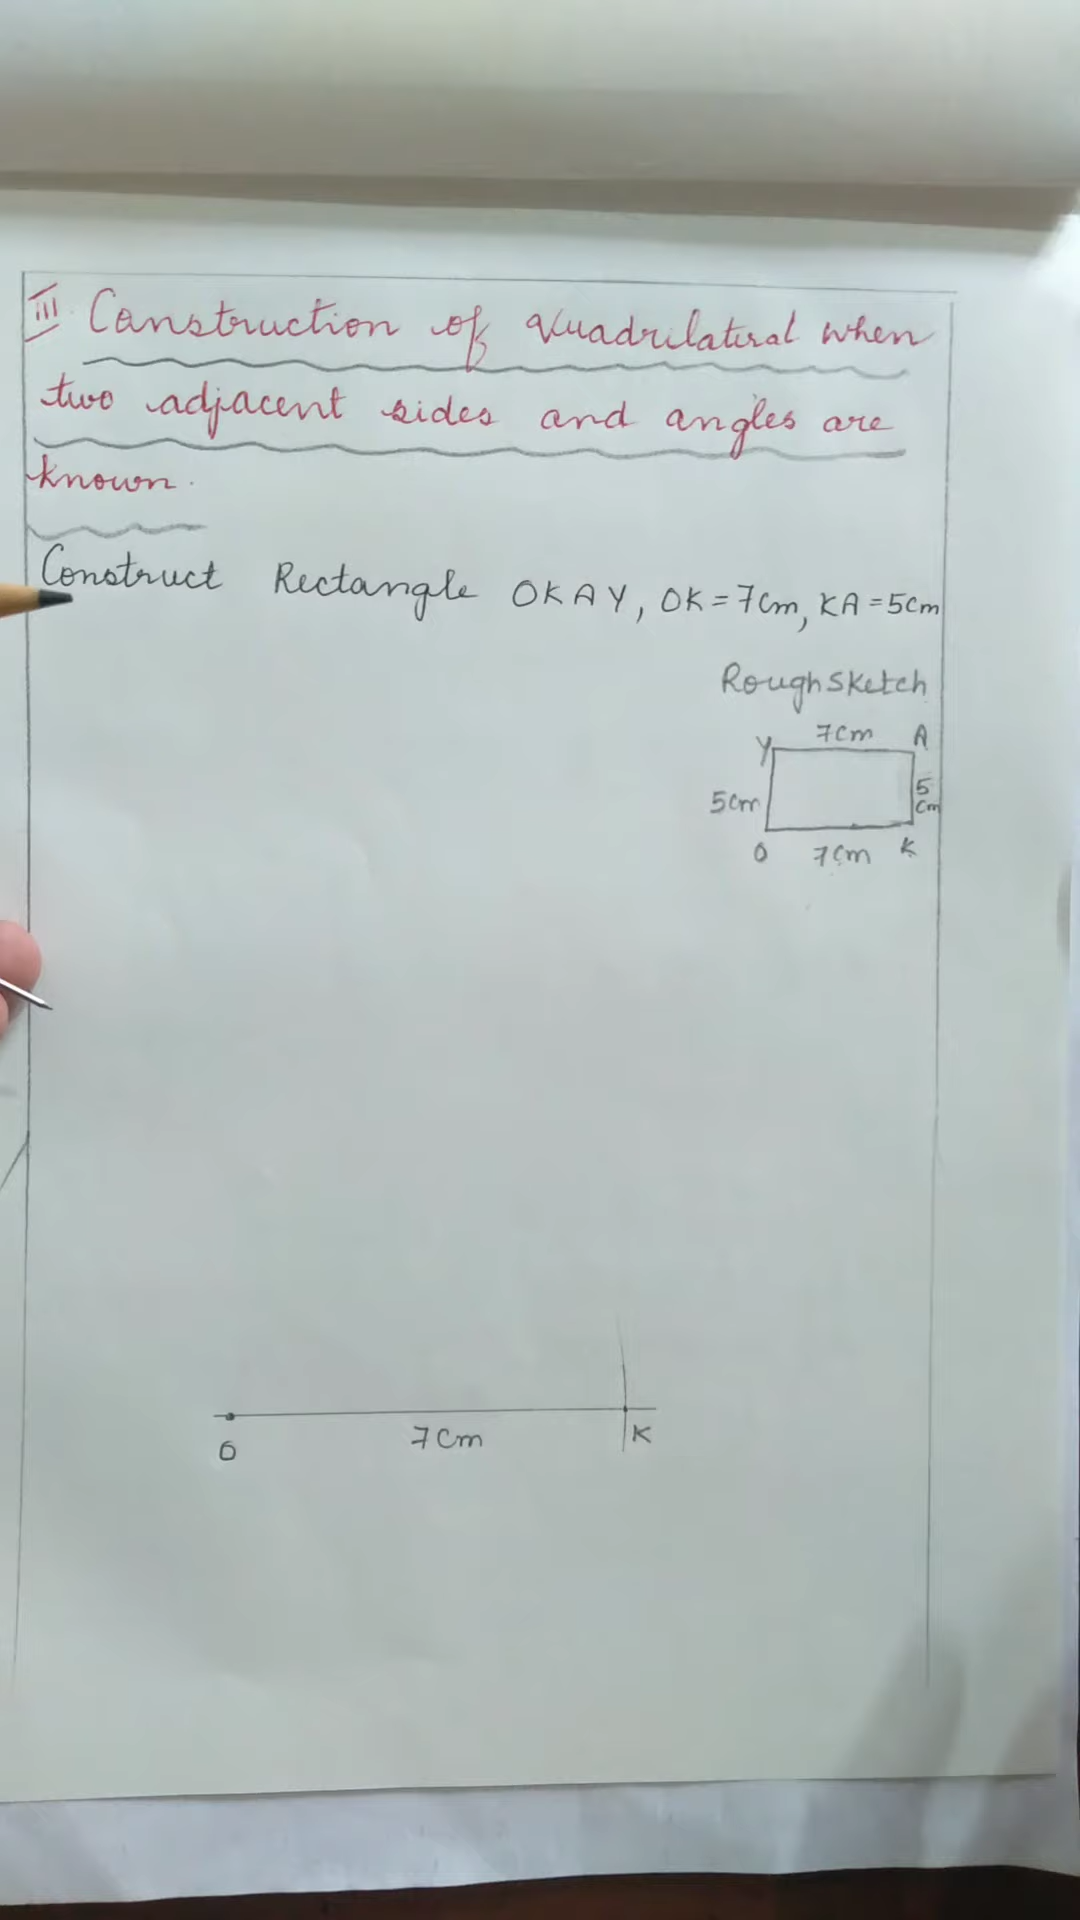 III. Construction of Quadrilateral when
two adjacent sides and angles are
known.
Construct Rectangle OKAY, OK = 7cm, KA = 5cm
Rough Sketch
7cm
Y
A
5cm
5
cm
O
7cm
K
O
7cm
K